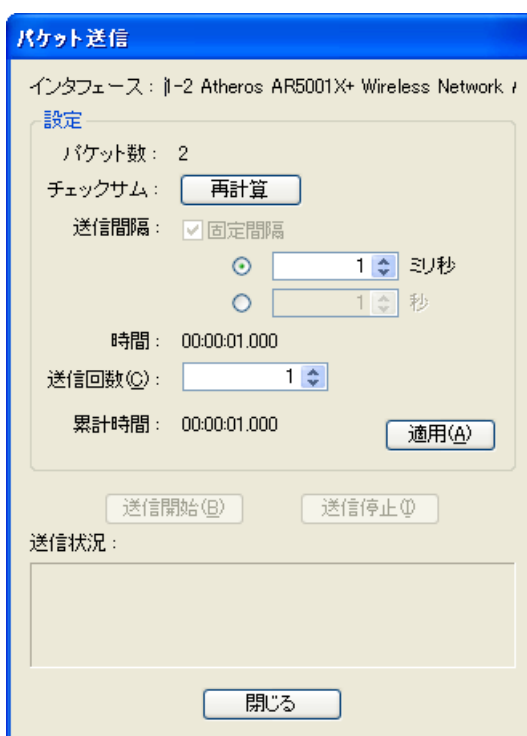 パケット送信
インタフェース： 1-2 Atheros AR5001X+ Wireless Network
設定
パケット数： 2
チェックサム： 再計算
送信間隔： 固定間隔
1 ミリ秒
1 秒
時間： 00:00:01.000
送信回数(C)： 1
累計時間： 00:00:01.000
適用(A)
送信開始(B) 送信停止(I)
送信状況：
閉じる